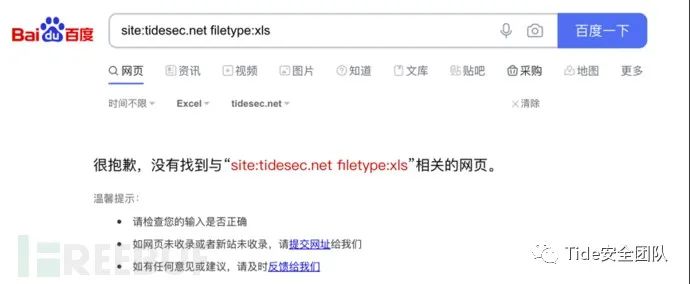 Bai du 百度
site:tidesec.net filetype:xls
百度一下
网页 资讯 视频 图片 知道 文库 贴吧 采购 地图 更多
时间不限 Excel tidesec.net 清除
很抱歉，没有找到与“site:tidesec.net filetype:xls”相关的网页。
温馨提示：
请检查您的输入是否正确
如网页未收录或者新站未收录，请提交网址给我们
如有任何意见或建议，请及时反馈给我们
FREEBUF
Tide安全团队